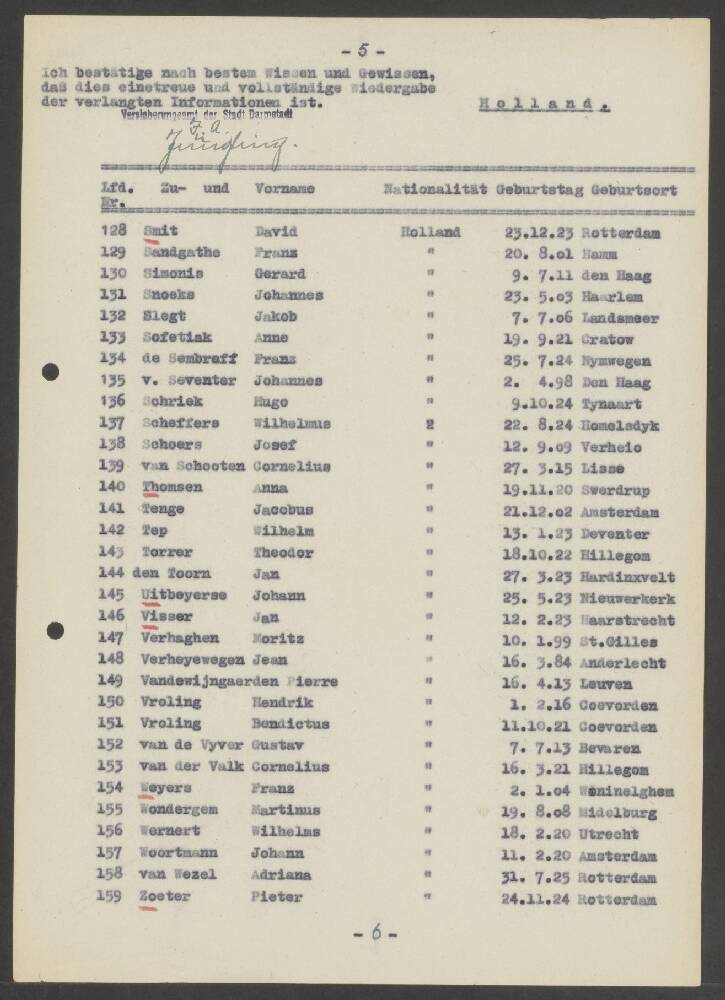 - 5 -
Ich bestätige nach bestem Wissen und Gewissen,
daß dies einetreue und vollständige Wiedergabe
der verlangten Informationen ist.
Holland.
Versicherungsamt der Stadt Darmstadt
J. A.
Jüngling.
Lfd. Zu- und Vorname Nationalität Geburtstag Geburtsort
Nr.
128 Smit David Holland 23.12.23 Rotterdam
129 Sandgathe Franz " 20. 8.01 Hamm
130 Simonis Gerard " 9. 7.11 den Haag
131 Snoeks Johannes " 23. 5.03 Haarlem
132 Slegt Jakob " 7. 7.06 Landsmeer
133 Sofetiak Anne " 19. 9.21 Cratow
134 de Sembraff Franz " 25. 7.24 Nymwegen
135 v. Seventer Johannes " 2. 4.98 Den Haag
136 Schriek Hugo " 9.10.24 Tynaart
137 Scheffers Wilhelmus " 22. 8.24 Homelsdyk
138 Schoers Josef " 12. 9.09 Verheio
139 van Schooten Cornelius " 27. 3.15 Lisse
140 Thomsen Anna " 19.11.20 Swerdrup
141 Tenge Jacobus " 21.12.02 Amsterdam
142 Tep Wilhelm " 13. 1.23 Deventer
143 Torrer Theodor " 18.10.22 Hillegom
144 den Toorn Jan " 27. 3.23 Hardinxvelt
145 Uitbeyerse Johann " 25. 5.23 Nieuwerkerk
146 Visser Jan " 12. 2.23 Haarstrecht
147 Verhaghen Moritz " 10. 1.99 St.Gilles
148 Verheyewegen Jean " 16. 3.84 Anderlecht
149 Vandewijngaerden Pierre " 16. 4.13 Leuven
150 Vroling Hendrik " 1. 2.16 Coevorden
151 Vroling Bendictus " 11.10.21 Coevorden
152 van de Vyver Gustav " 7. 7.13 Bevaren
153 van der Valk Cornelius " 16. 3.21 Hillegom
154 Weyers Franz " 2. 1.04 Weninelghem
155 Wondergem Martinus " 19. 8.08 Midelburg
156 Wernert Wilhelms " 18. 2.20 Utrecht
157 Woortmann Johann " 11. 2.20 Amsterdam
158 van Wezel Adriana " 31. 7.25 Rotterdam
159 Zoeter Pieter " 24.11.24 Rotterdam
- 6 -